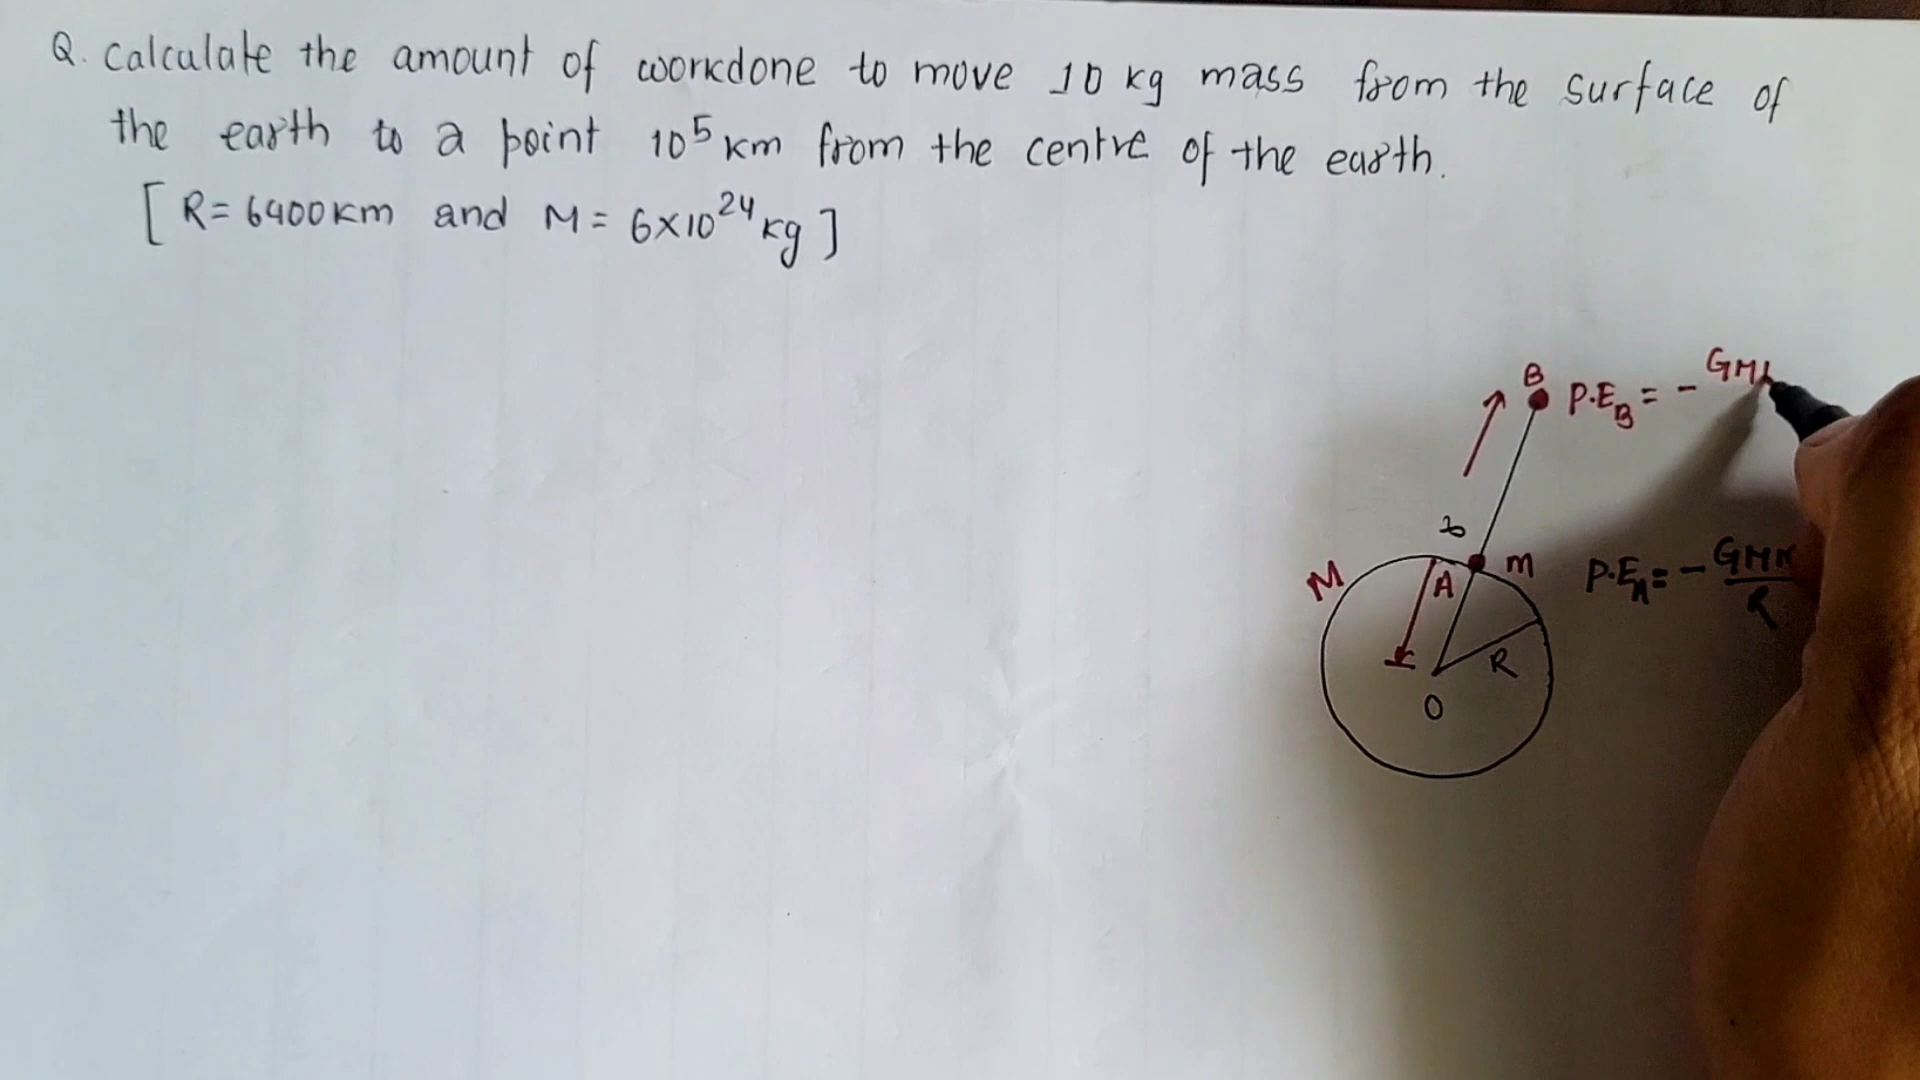 Q. Calculate the amount of workdone to move 10 kg mass from the surface of
the earth to a point 10⁵ km from the centre of the earth.
[ R = 6400 km and M = 6×10²⁴ kg ]
B P.E_B = - GM
M A m P.E_A = - GMm/R
R
O